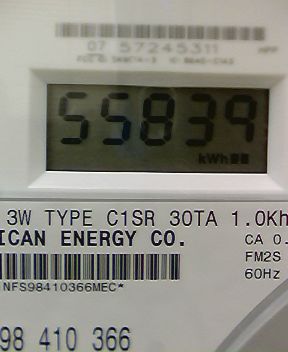 07 57245311
55839
kWh
3W TYPE C1SR 30TA 1.0Kh
ICAN ENERGY CO.
CA 0.
FM2S
60Hz
NFS98410366MEC*
98 410 366